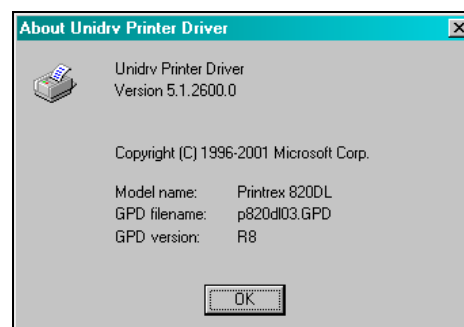 About Unidrv Printer Driver
Unidrv Printer Driver
Version 5.1.2600.0
Copyright (C) 1996-2001 Microsoft Corp.
Model name: Printrex 820DL
GPD filename: p820dl03.GPD
GPD version: R8
OK